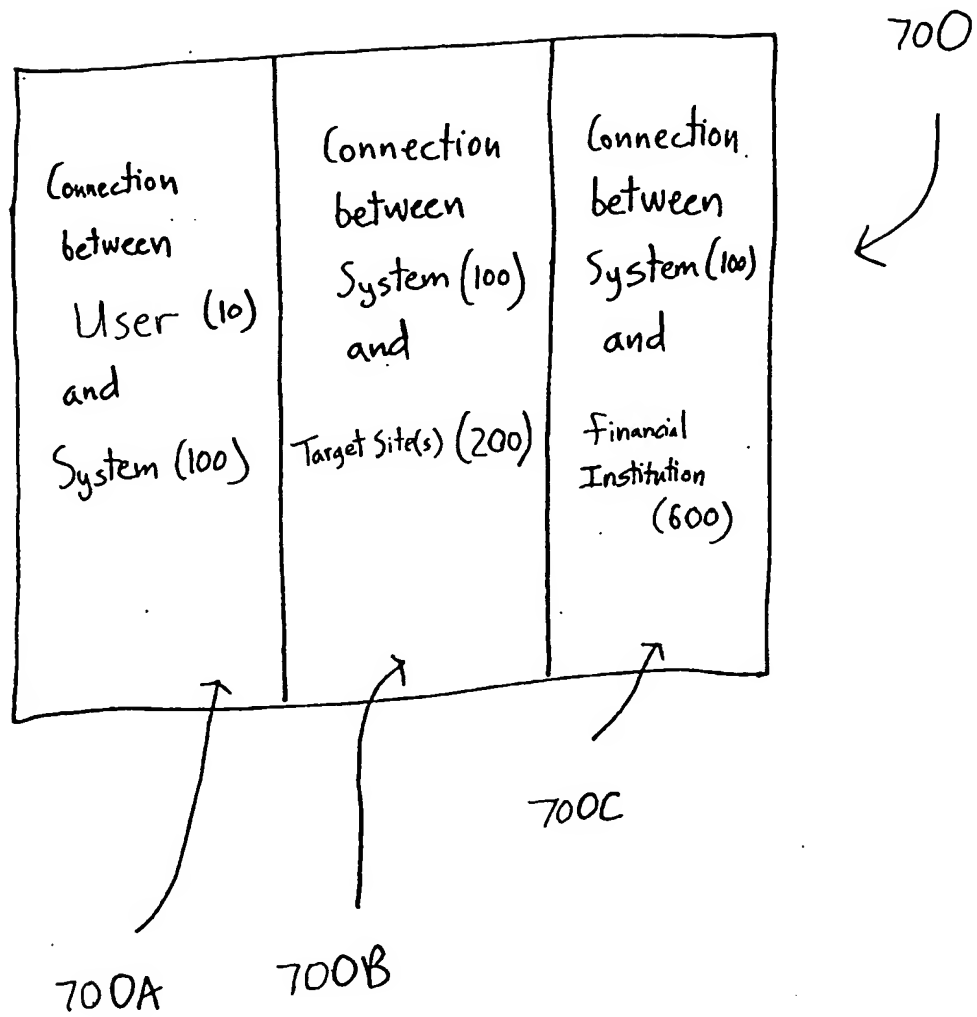 700
Connection
between
User (10)
and
System (100)
Connection
between
System (100)
and
Target Site(s) (200)
Connection
between
System (100)
and
Financial
Institution
(600)
700A
700B
700C